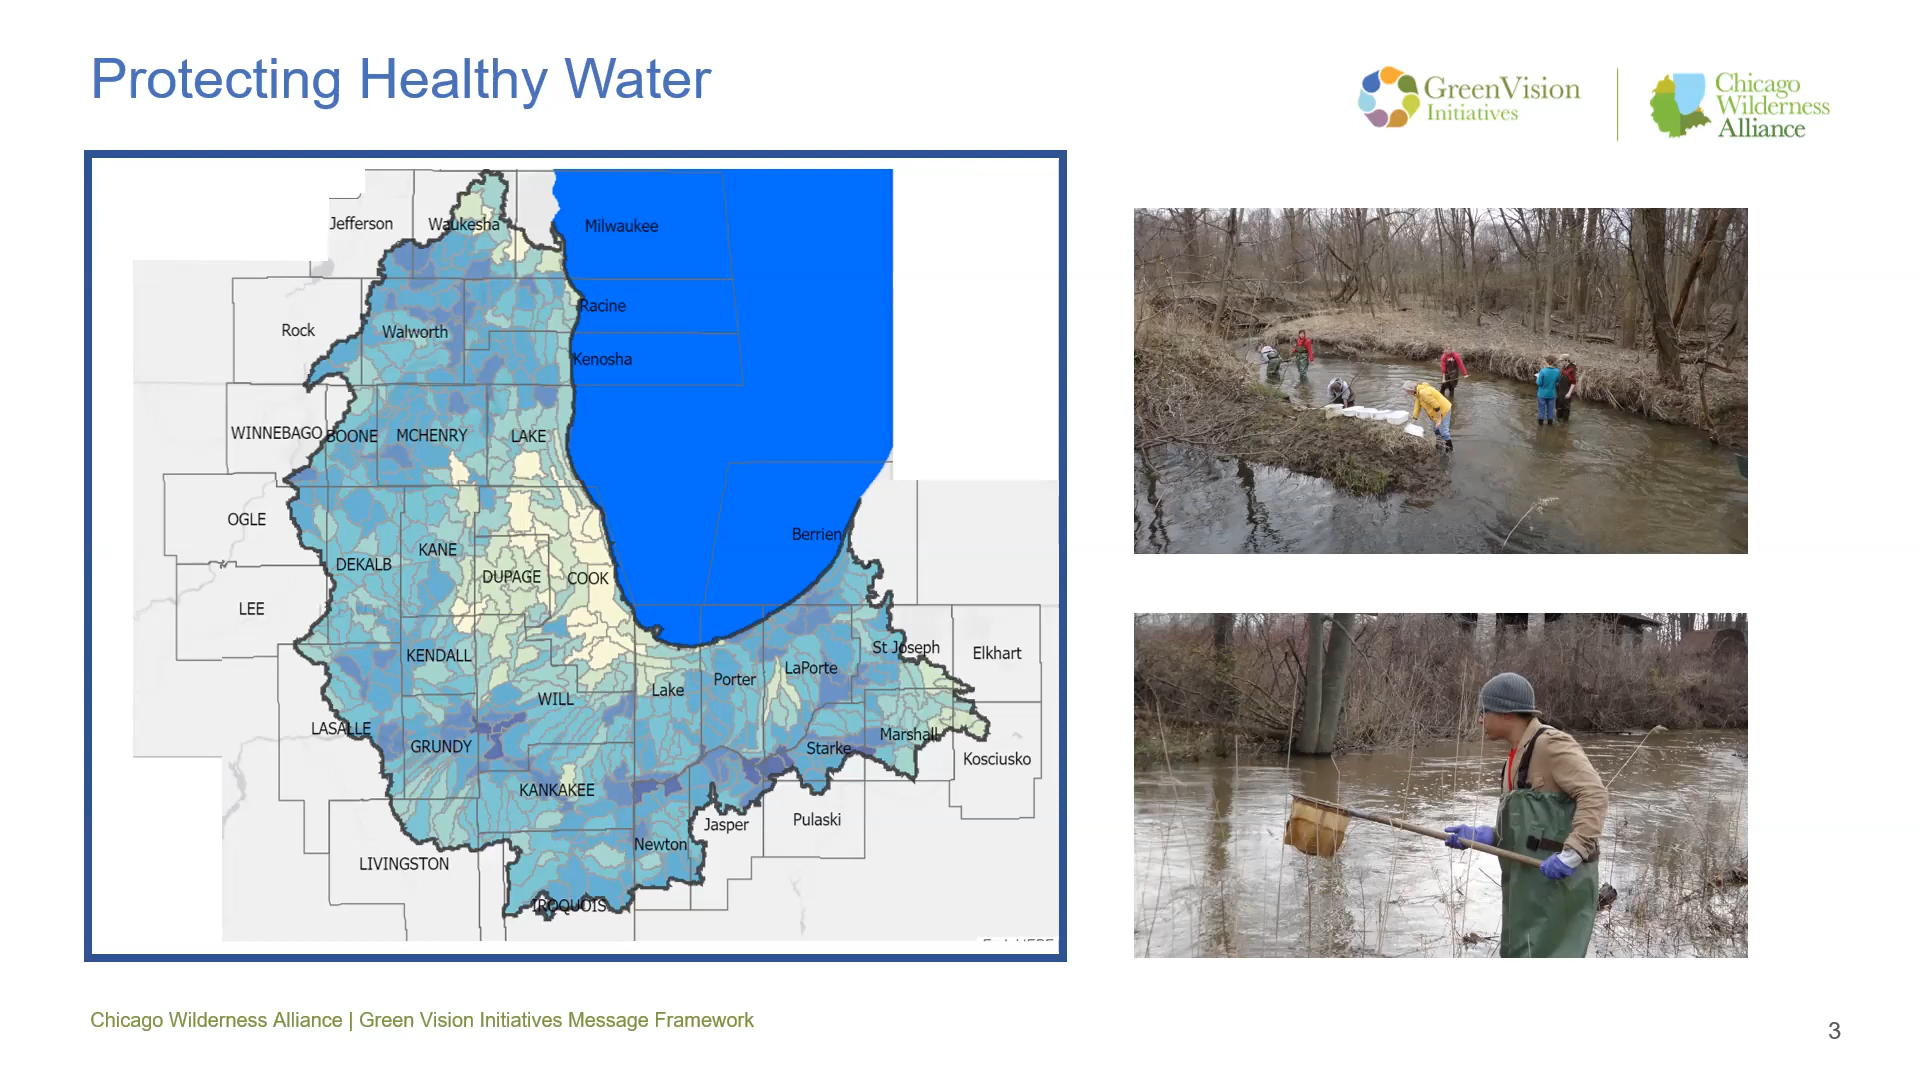 Protecting Healthy Water
GreenVision
Initiatives
Chicago
Wilderness
Alliance
Jefferson
Waukesha
Milwaukee
Racine
Rock
Walworth
Kenosha
WINNEBAGO
BOONE
MCHENRY
LAKE
OGLE
KANE
DEKALB
DUPAGE
COOK
Berrien
LEE
KENDALL
St Joseph
Elkhart
LaPorte
Porter
Lake
WILL
LASALLE
GRUNDY
Marshall
Starke
Kosciusko
KANKAKEE
Jasper
Pulaski
Newton
LIVINGSTON
IROQUOIS
Chicago Wilderness Alliance | Green Vision Initiatives Message Framework
3